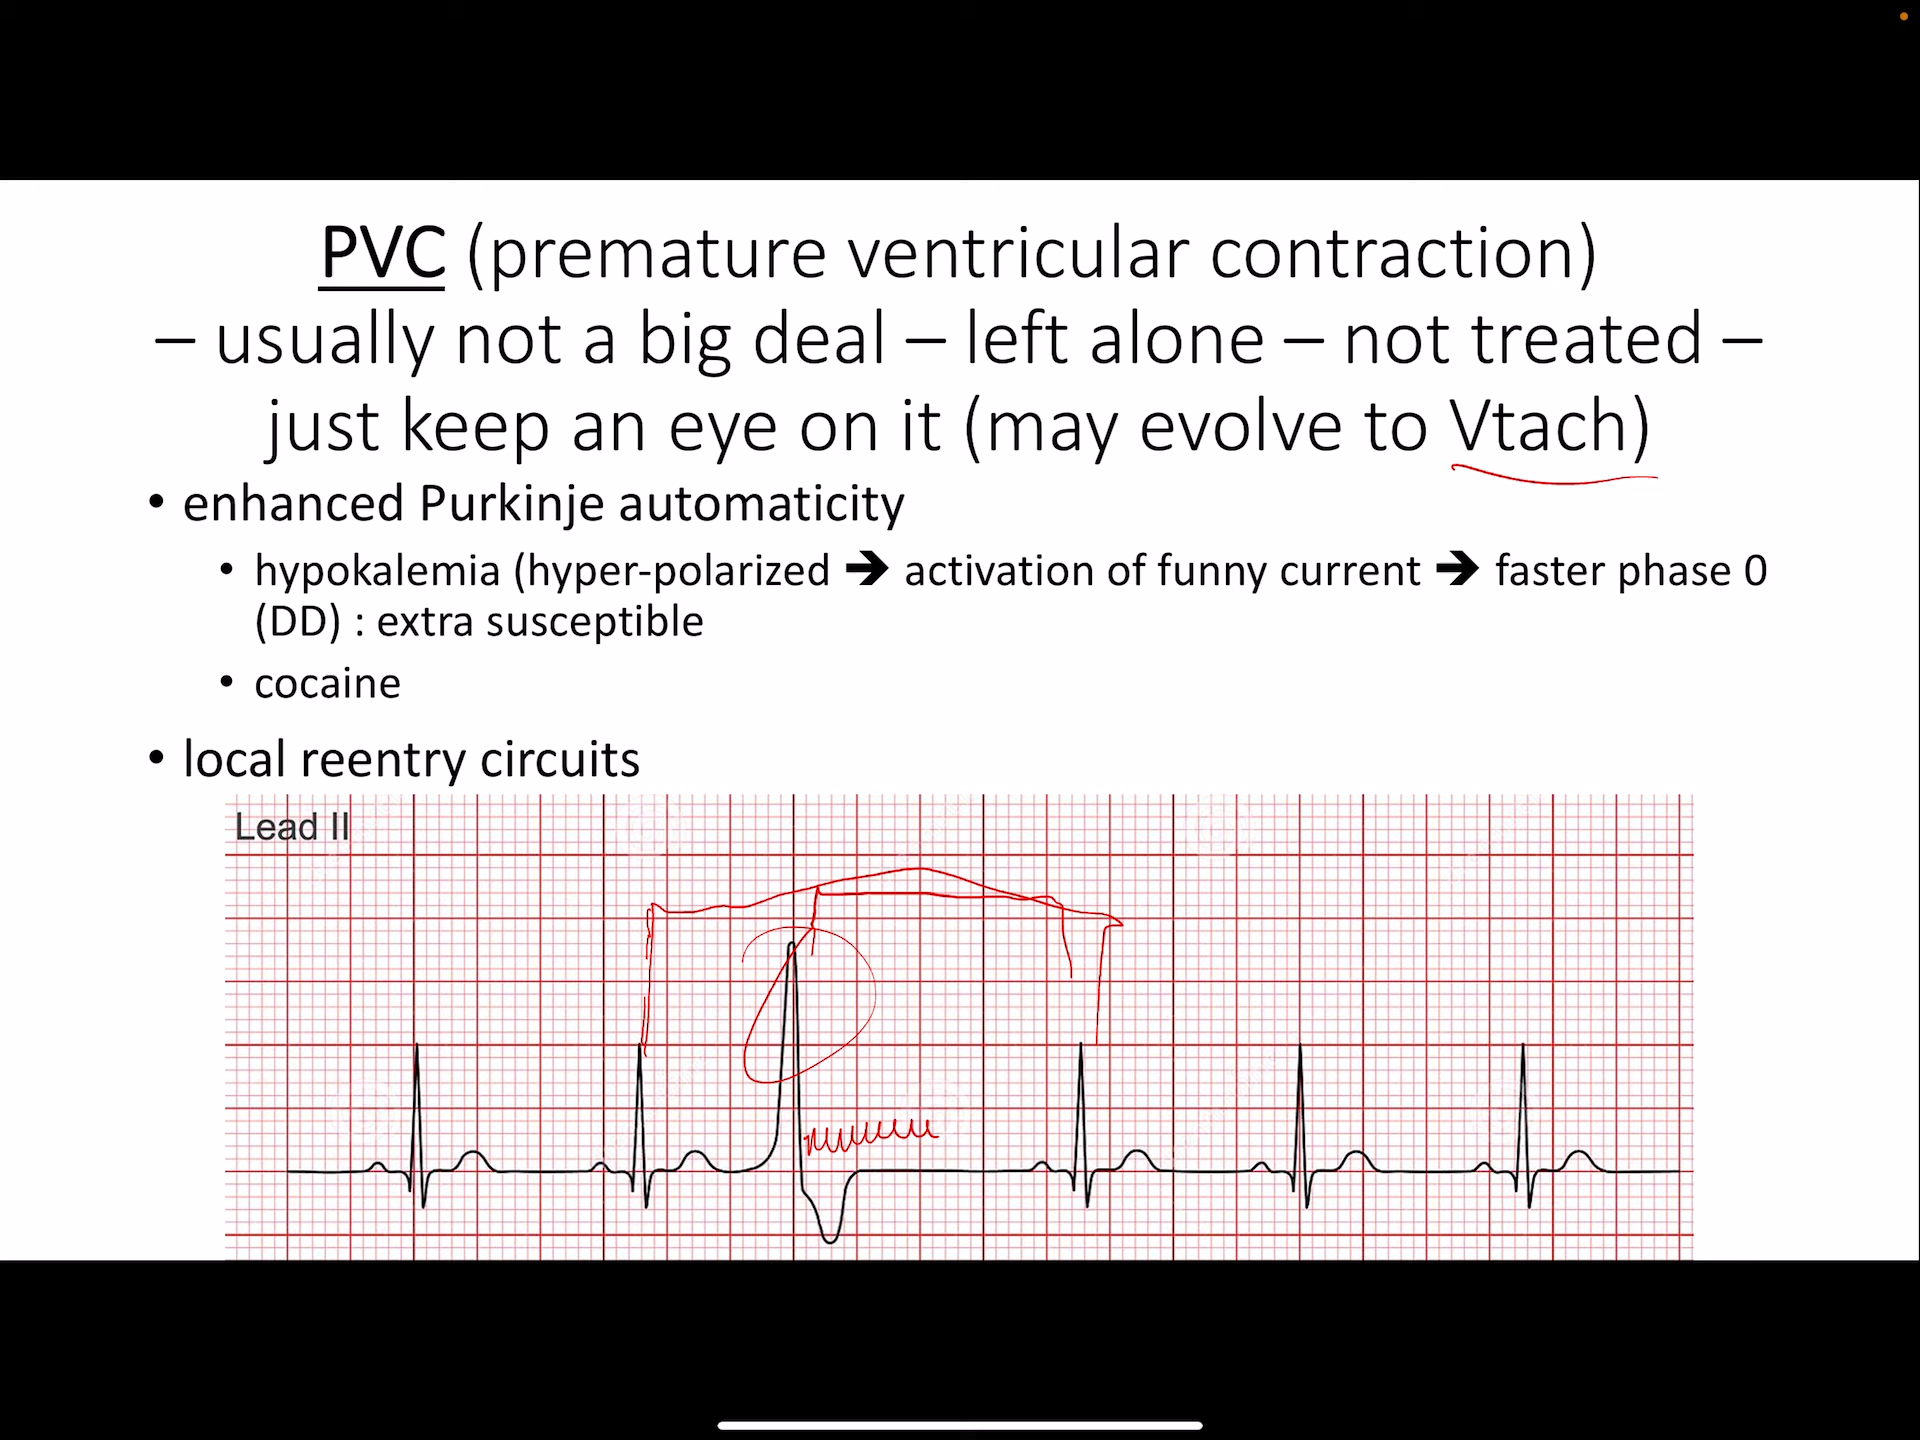 PVC (premature ventricular contraction)
– usually not a big deal – left alone – not treated –
just keep an eye on it (may evolve to Vtach)
• enhanced Purkinje automaticity
• hypokalemia (hyper-polarized ➔ activation of funny current ➔ faster phase 0
(DD) : extra susceptible
• cocaine
• local reentry circuits
Lead II